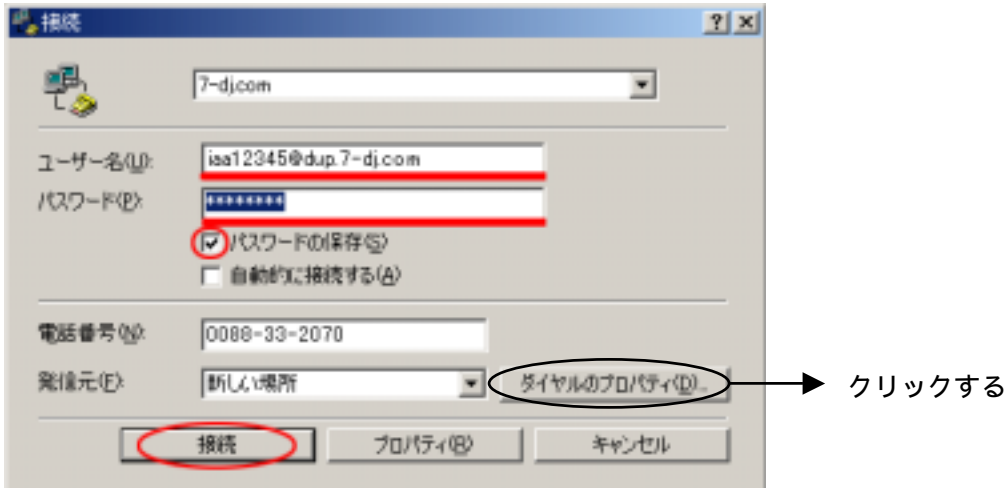 接続
7-dj.com
ユーザー名(U): iaa12345@dup.7-dj.com
パスワード(P): ********
パスワードの保存(S)
自動的に接続する(A)
電話番号(N): 0088-33-2070
発信元(F): 新しい場所 ダイヤルのプロパティ(D)... クリックする
接続 プロパティ(R) キャンセル